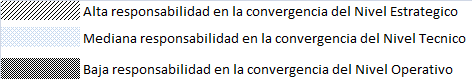 Alta responsabilidad en la convergencia del Nivel Estrategico
Mediana responsabilidad en la convergencia del Nivel Tecnico
Baja responsabilidad en la convergencia del Nivel Operativo